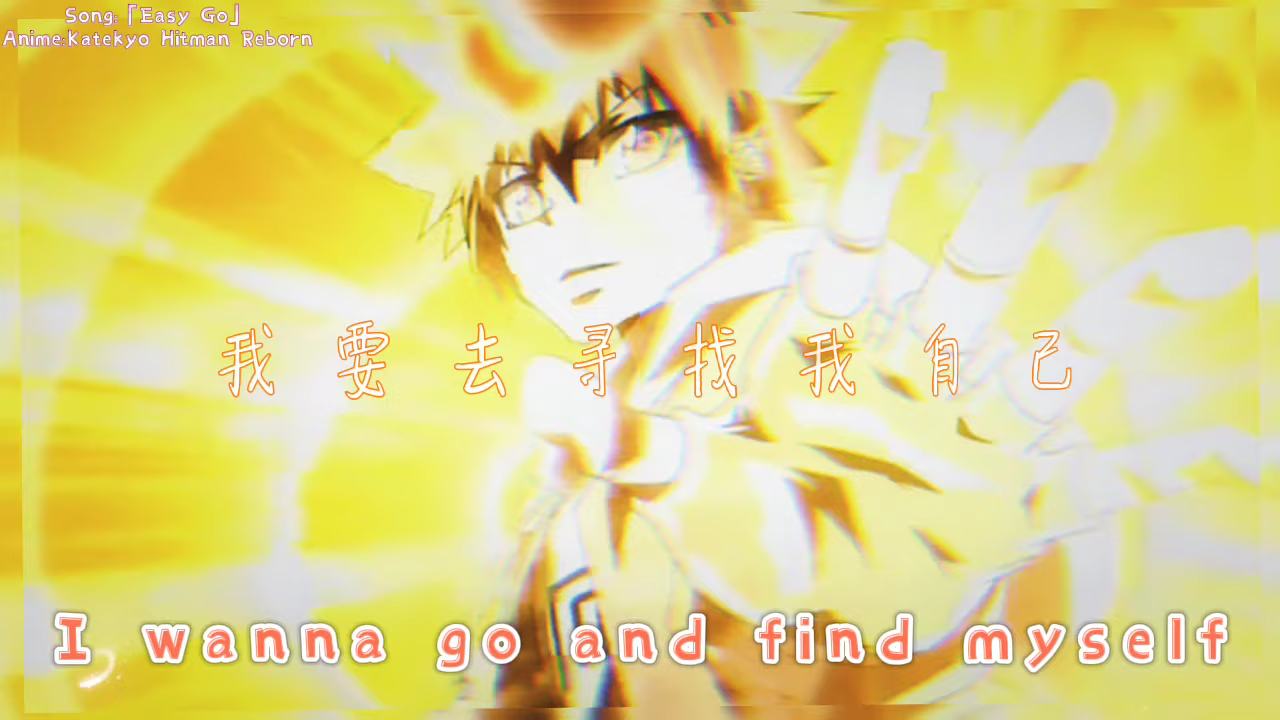 Song:「Easy Go」
Anime:Katekyo Hitman Reborn
我要去寻找我自己
I wanna go and find myself